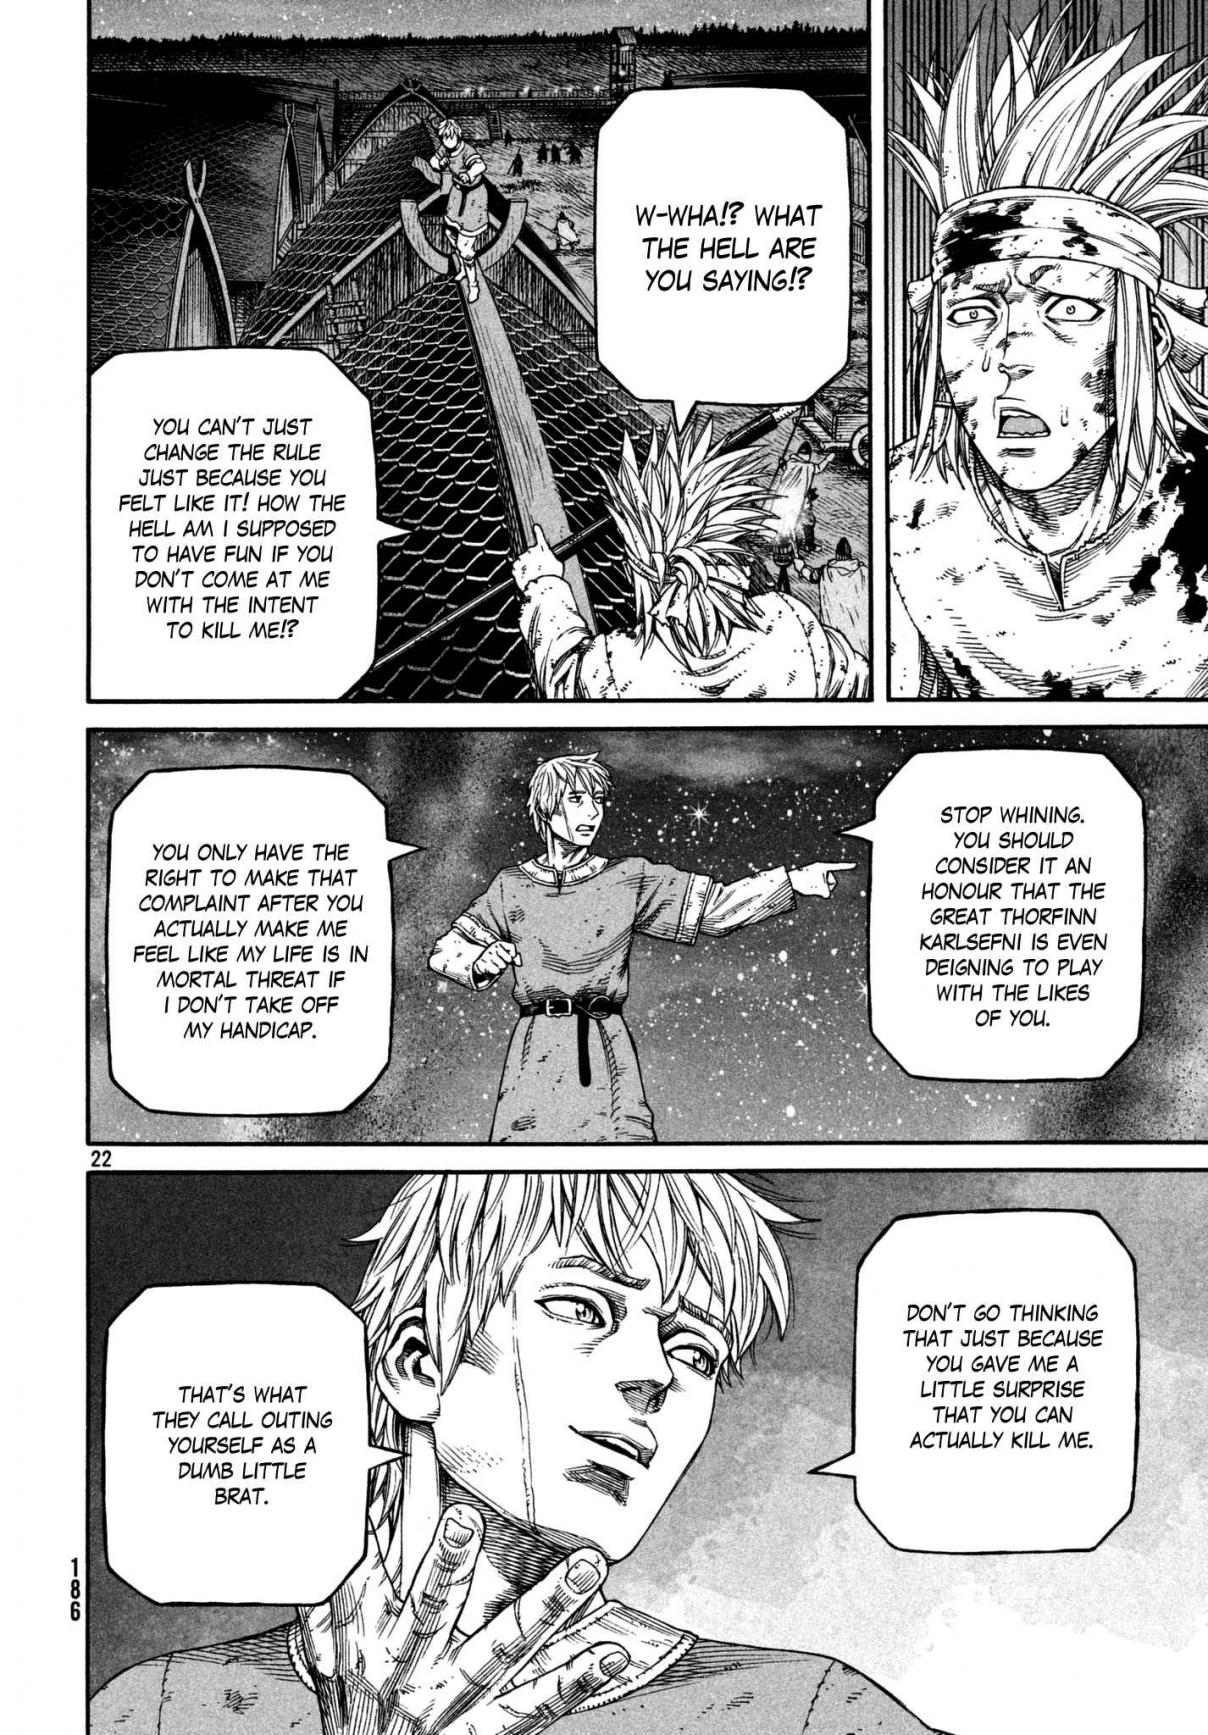 W-WHA!? WHAT
THE HELL ARE
YOU SAYING!?
YOU CAN'T JUST
CHANGE THE RULE
JUST BECAUSE YOU
FELT LIKE IT! HOW THE
HELL AM I SUPPOSED
TO HAVE FUN IF YOU
DON'T COME AT ME
WITH THE INTENT
TO KILL ME!?
STOP WHINING.
YOU SHOULD
CONSIDER IT AN
HONOUR THAT THE
GREAT THORFINN
KARLSEFNI IS EVEN
DEIGNING TO PLAY
WITH THE LIKES
OF YOU.
YOU ONLY HAVE THE
RIGHT TO MAKE THAT
COMPLAINT AFTER YOU
ACTUALLY MAKE ME
FEEL LIKE MY LIFE IS IN
MORTAL THREAT IF
I DON'T TAKE OFF
MY HANDICAP.
22
DON'T GO THINKING
THAT JUST BECAUSE
YOU GAVE ME A
LITTLE SURPRISE
THAT YOU CAN
ACTUALLY KILL ME.
THAT'S WHAT
THEY CALL OUTING
YOURSELF AS A
DUMB LITTLE
BRAT.
186